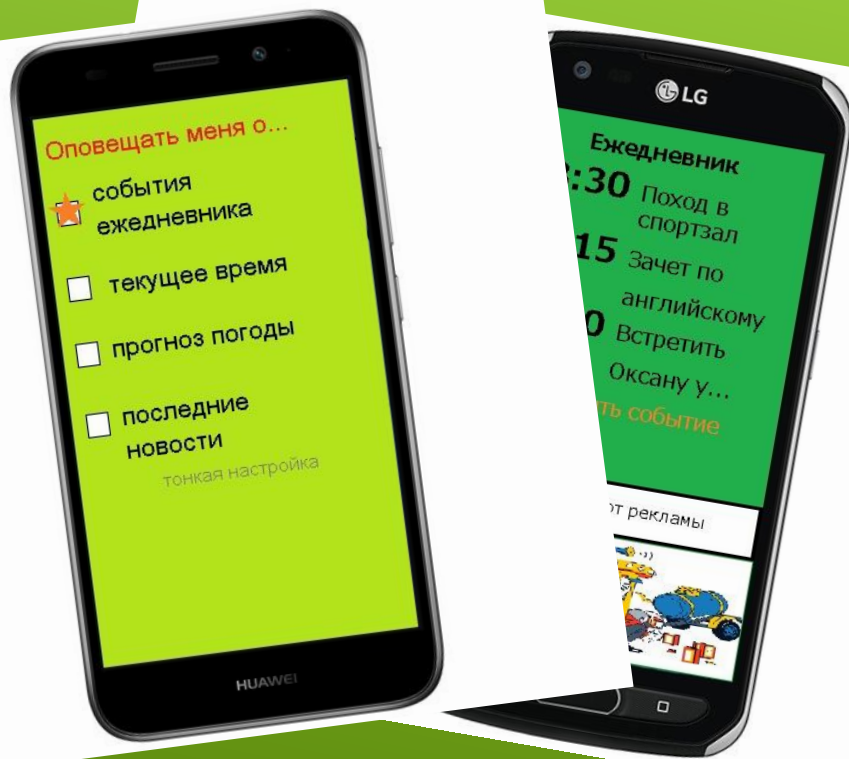 Оповещать меня о...
события
ежедневника
текущее время
прогноз погоды
последние
новости
тонкая настройка
HUAWEI
LG
Ежедневник
:30 Поход в
спортзал
15 Зачет по
английскому
0 Встретить
Оксану у...
событие
от рекламы